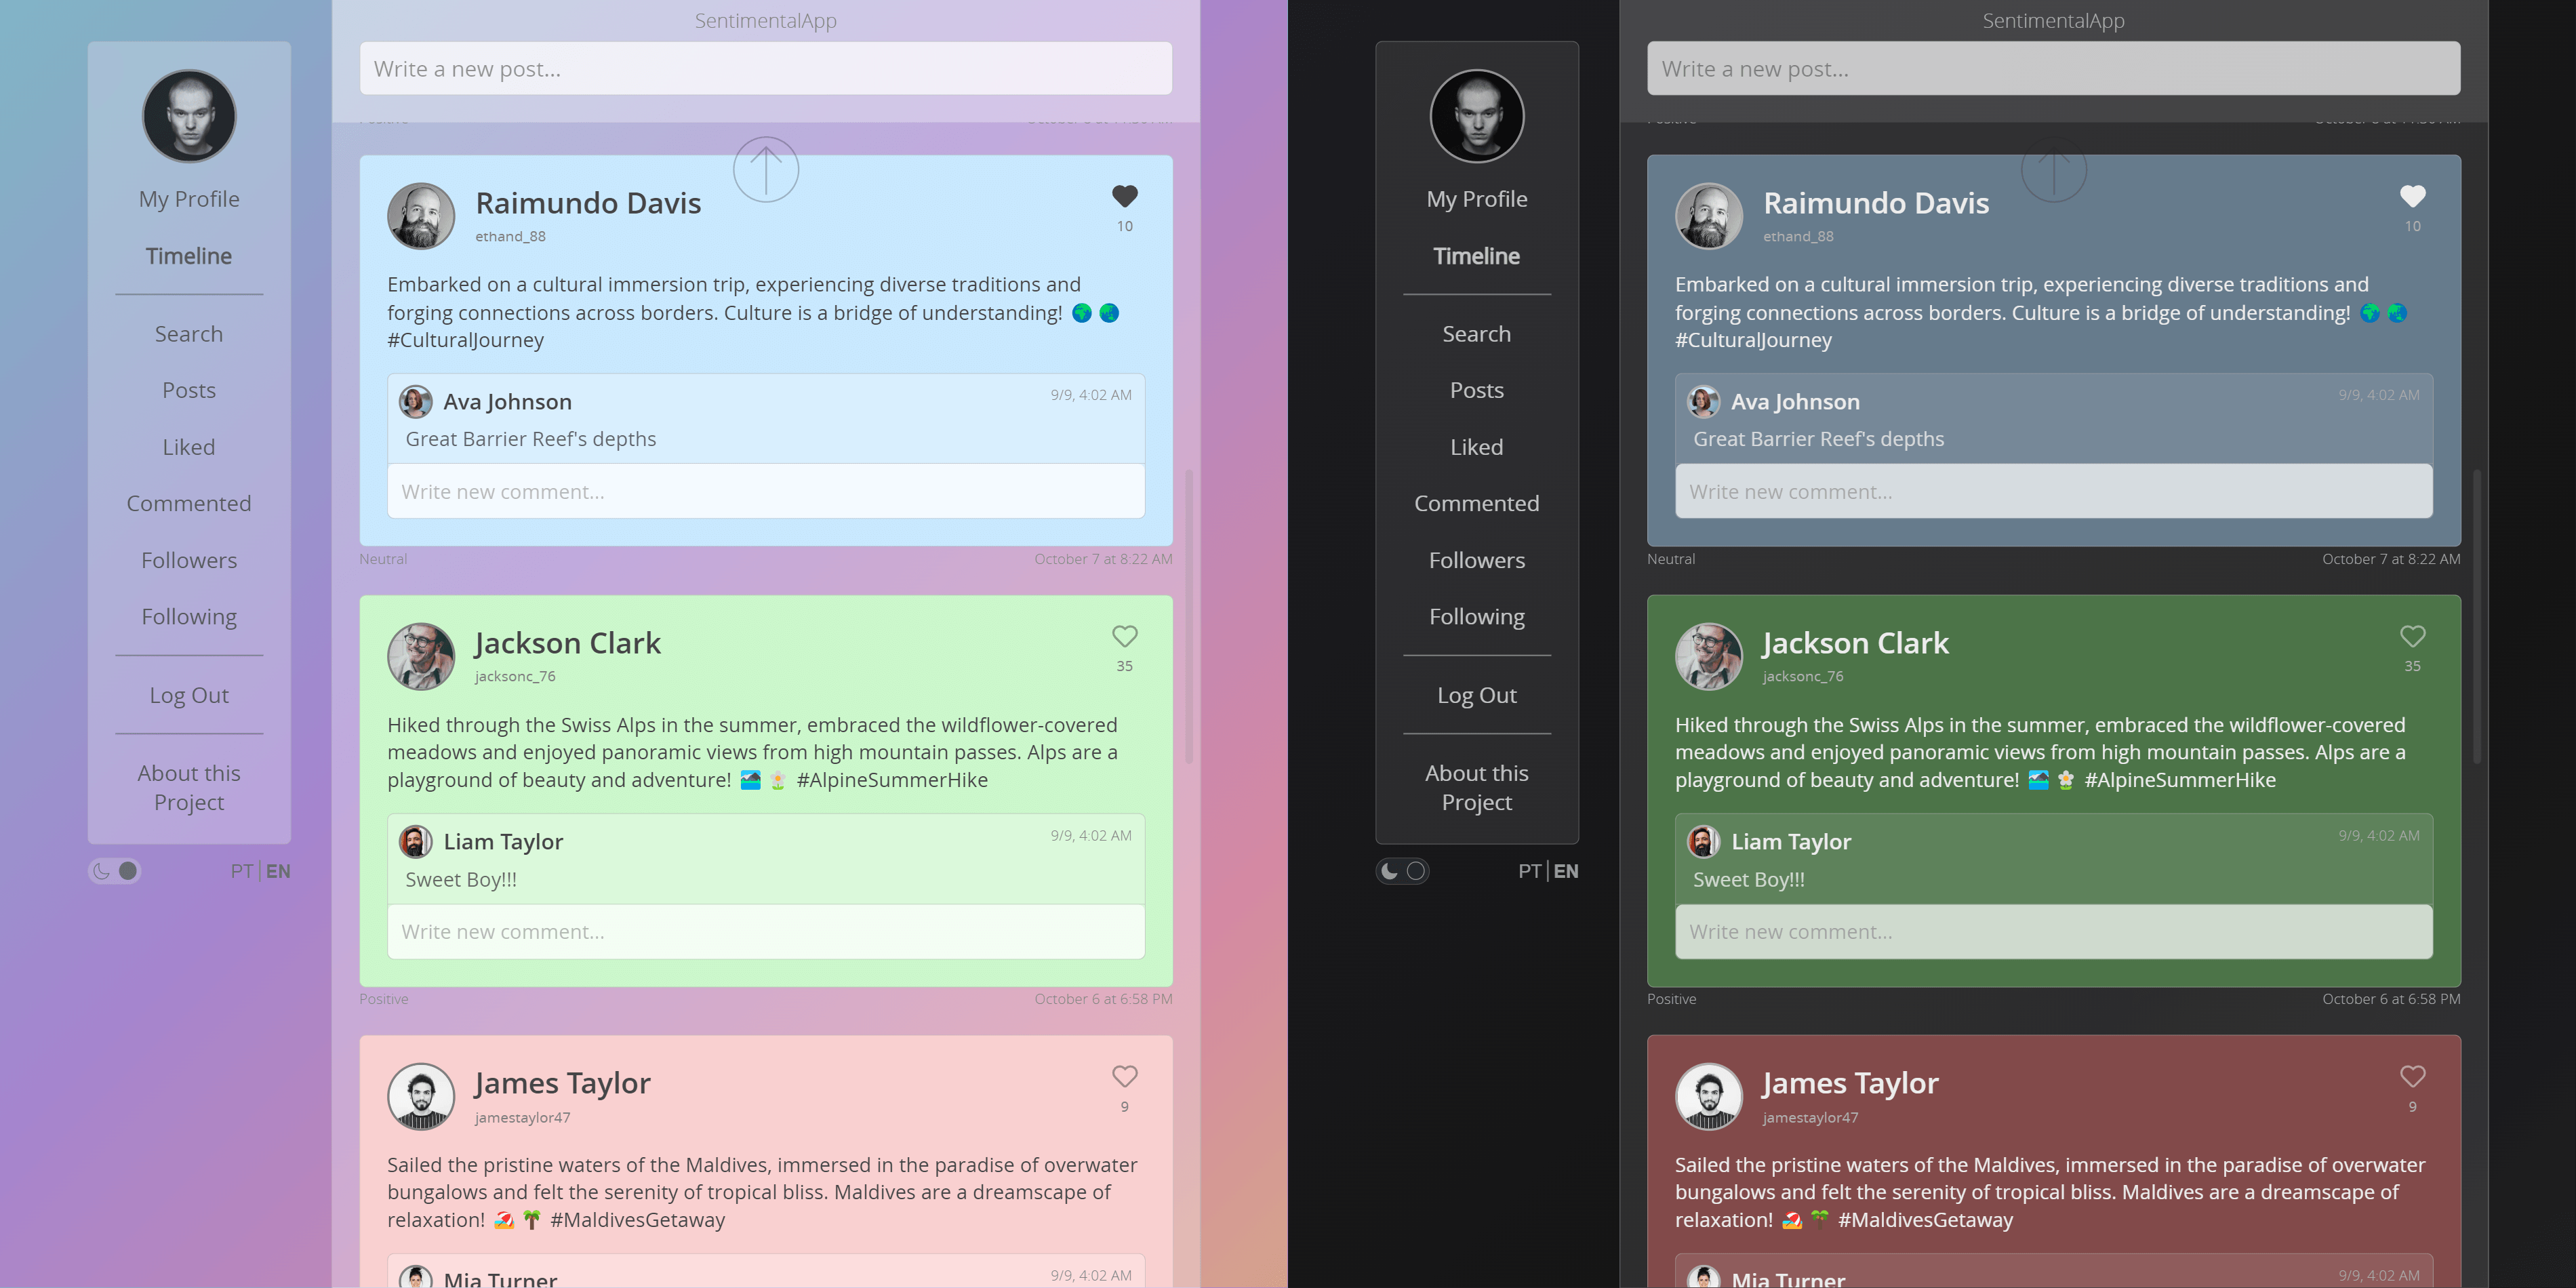 My Profile
Timeline
Search
Posts
Liked
Commented
Followers
Following
Log Out
About this
Project
PT | EN
SentimentalApp
Write a new post...
Positive
Raimundo Davis
ethand_88
10
Embarked on a cultural immersion trip, experiencing diverse traditions and
forging connections across borders. Culture is a bridge of understanding! 🌍 🌏
#CulturalJourney
Ava Johnson
9/9, 4:02 AM
Great Barrier Reef's depths
Write new comment...
Neutral
October 7 at 8:22 AM
Jackson Clark
jacksonc_76
35
Hiked through the Swiss Alps in the summer, embraced the wildflower-covered
meadows and enjoyed panoramic views from high mountain passes. Alps are a
playground of beauty and adventure! 🏞️ 🌼 #AlpineSummerHike
Liam Taylor
9/9, 4:02 AM
Sweet Boy!!!
Write new comment...
Positive
October 6 at 6:58 PM
James Taylor
jamestaylor47
9
Sailed the pristine waters of the Maldives, immersed in the paradise of overwater
bungalows and felt the serenity of tropical bliss. Maldives are a dreamscape of
relaxation! 🏖️ 🌴 #MaldivesGetaway
Mia Turner
9/9, 4:02 AM
My Profile
Timeline
Search
Posts
Liked
Commented
Followers
Following
Log Out
About this
Project
PT | EN
SentimentalApp
Write a new post...
Positive
Raimundo Davis
ethand_88
10
Embarked on a cultural immersion trip, experiencing diverse traditions and
forging connections across borders. Culture is a bridge of understanding! 🌍 🌏
#CulturalJourney
Ava Johnson
9/9, 4:02 AM
Great Barrier Reef's depths
Write new comment...
Neutral
October 7 at 8:22 AM
Jackson Clark
jacksonc_76
35
Hiked through the Swiss Alps in the summer, embraced the wildflower-covered
meadows and enjoyed panoramic views from high mountain passes. Alps are a
playground of beauty and adventure! 🏞️ 🌼 #AlpineSummerHike
Liam Taylor
9/9, 4:02 AM
Sweet Boy!!!
Write new comment...
Positive
October 6 at 6:58 PM
James Taylor
jamestaylor47
9
Sailed the pristine waters of the Maldives, immersed in the paradise of overwater
bungalows and felt the serenity of tropical bliss. Maldives are a dreamscape of
relaxation! 🏖️ 🌴 #MaldivesGetaway
Mia Turner
9/9, 4:02 AM